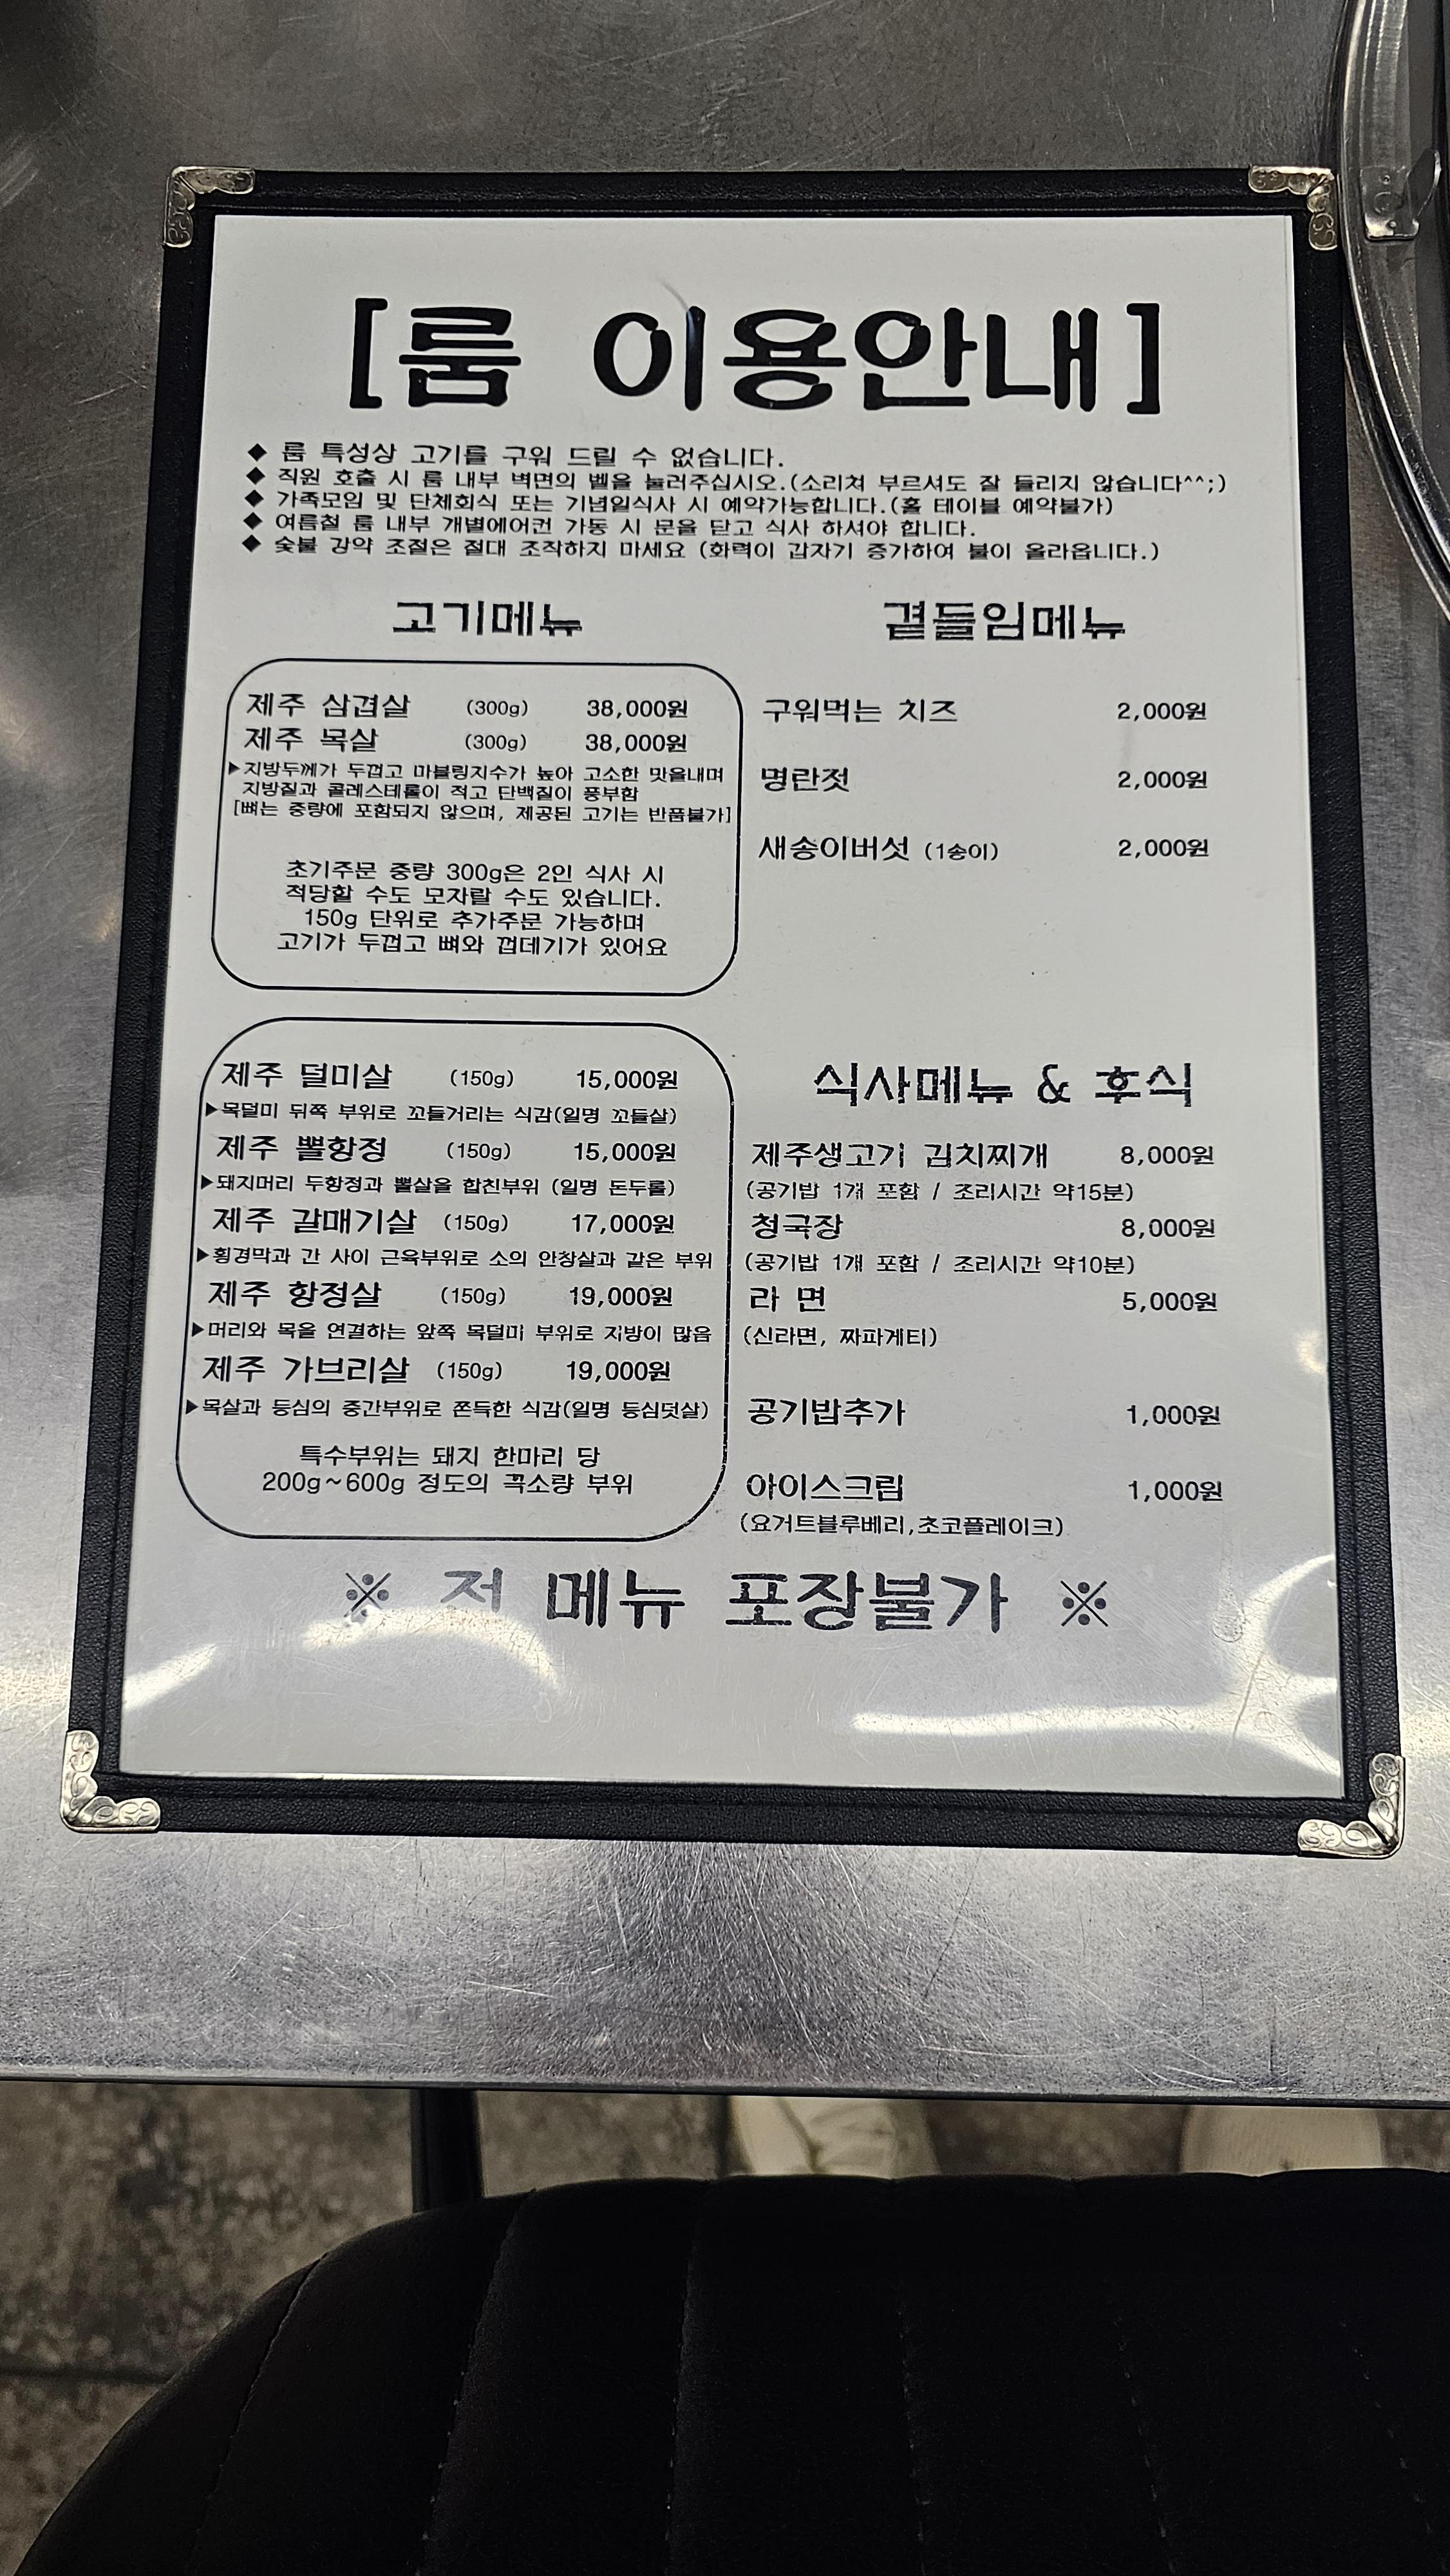 [룸 이용안내]
◆ 룸 특성상 고기를 구워 드릴 수 없습니다.
◆ 직원 호출 시 룸 내부 벽면의 벨을 눌러주십시오.(소리쳐 부르셔도 잘 들리지 않습니다^^;)
◆ 가족모임 및 단체회식 또는 기념일식사 시 예약가능합니다.(홀 테이블 예약불가)
◆ 여름철 룸 내부 개별에어컨 가동 시 문을 닫고 식사 하셔야 합니다.
◆ 숯불 강약 조절은 절대 조작하지 마세요 (화력이 갑자기 증가하여 불이 올라옵니다.)
고기메뉴
제주 삼겹살 (300g) 38,000원
제주 목살 (300g) 38,000원
▶지방두께가 두껍고 마블링지수가 높아 고소한 맛을내며
지방질과 콜레스테롤이 적고 단백질이 풍부함
[뼈는 중량에 포함되지 않으며, 제공된 고기는 반품불가]
초기주문 중량 300g은 2인 식사 시
적당할 수도 모자랄 수도 있습니다.
150g 단위로 추가주문 가능하며
고기가 두껍고 뼈와 껍데기가 있어요
제주 덜미살 (150g) 15,000원
▶목덜미 뒤쪽 부위로 꼬들거리는 식감(일명 꼬들살)
제주 뽈항정 (150g) 15,000원
▶돼지머리 두항정과 뽈살을 합친부위 (일명 돈두롤)
제주 갈매기살 (150g) 17,000원
▶횡경막과 간 사이 근육부위로 소의 안창살과 같은 부위
제주 항정살 (150g) 19,000원
▶머리와 목을 연결하는 앞쪽 목덜미 부위로 지방이 많음
제주 가브리살 (150g) 19,000원
▶목살과 등심의 중간부위로 쫀득한 식감(일명 등심덧살)
특수부위는 돼지 한마리 당
200g~600g 정도의 극소량 부위
곁들임메뉴
구워먹는 치즈 2,000원
명란젓 2,000원
새송이버섯 (1송이) 2,000원
식사메뉴 & 후식
제주생고기 김치찌개 8,000원
(공기밥 1개 포함 / 조리시간 약15분)
청국장 8,000원
(공기밥 1개 포함 / 조리시간 약10분)
라 면 5,000원
(신라면, 짜파게티)
공기밥추가 1,000원
아이스크림 1,000원
(요거트블루베리,초코플레이크)
※ 전 메뉴 포장불가 ※